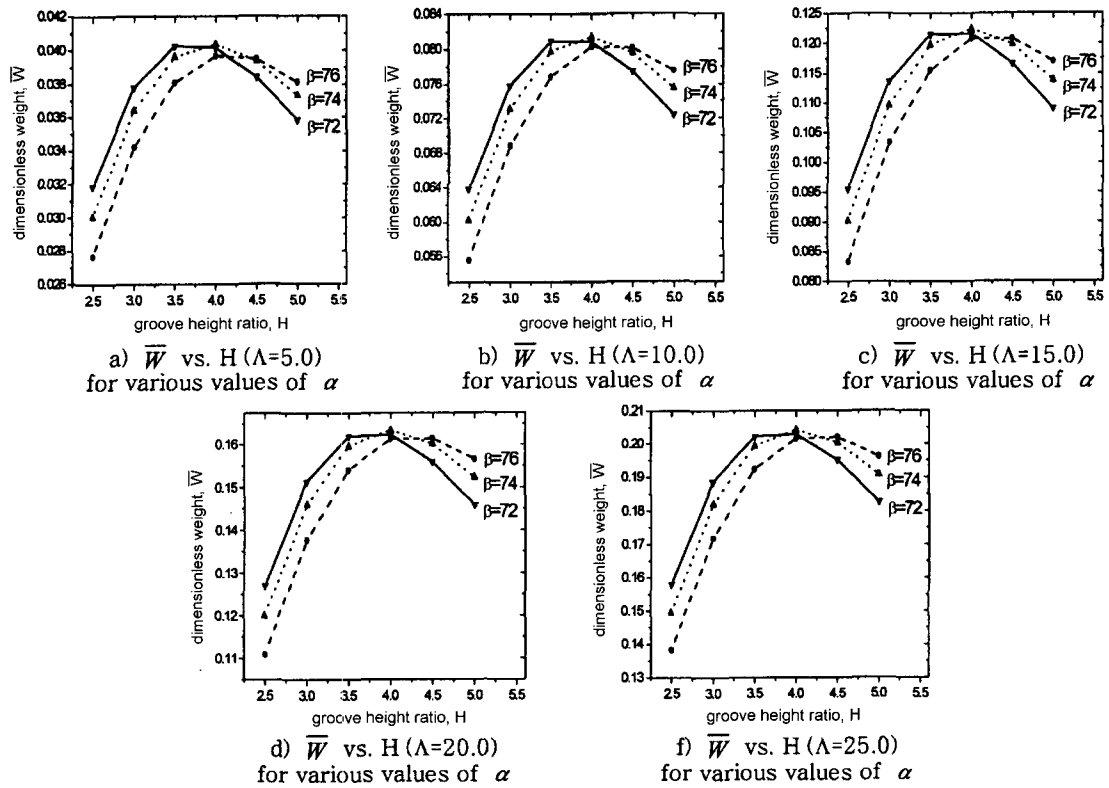 0.042
0.040
0.038
0.036
0.034
0.032
0.030
0.028
0.026
dimensionless weight, W̅
β=76
β=74
β=72
2.5 3.0 3.5 4.0 4.5 5.0 5.5
groove height ratio, H
a) W̅ vs. H (Λ=5.0)
for various values of α
0.084
0.080
0.076
0.072
0.068
0.064
0.060
0.056
dimensionless weight, W̅
β=76
β=74
β=72
2.5 3.0 3.5 4.0 4.5 5.0 5.5
groove height ratio, H
b) W̅ vs. H (Λ=10.0)
for various values of α
0.125
0.120
0.115
0.110
0.105
0.100
0.095
0.090
0.085
0.080
dimensionless weight, W̅
β=76
β=74
β=72
2.5 3.0 3.5 4.0 4.5 5.0 5.5
groove height ratio, H
c) W̅ vs. H (Λ=15.0)
for various values of α
0.16
0.15
0.14
0.13
0.12
0.11
dimensionless weight, W̅
β=76
β=74
β=72
2.5 3.0 3.5 4.0 4.5 5.0 5.5
groove height ratio, H
d) W̅ vs. H (Λ=20.0)
for various values of α
0.21
0.20
0.19
0.18
0.17
0.16
0.15
0.14
0.13
dimensionless weight, W̅
β=76
β=74
β=72
2.5 3.0 3.5 4.0 4.5 5.0 5.5
groove height ratio, H
f) W̅ vs. H (Λ=25.0)
for various values of α